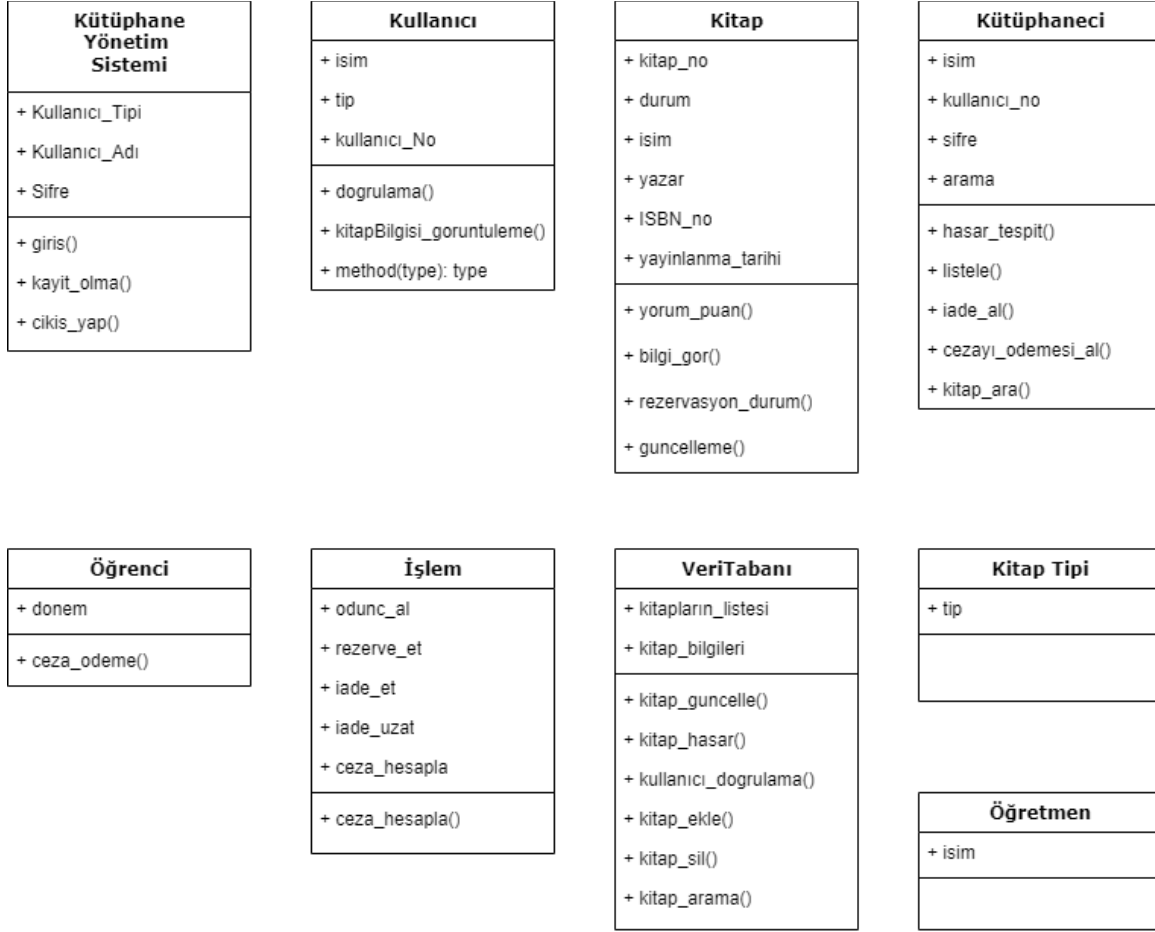 Kütüphane
Yönetim
Sistemi
+ Kullanıcı_Tipi
+ Kullanıcı_Adı
+ Sifre
+ giris()
+ kayit_olma()
+ cikis_yap()
Kullanıcı
+ isim
+ tip
+ kullanıcı_No
+ dogrulama()
+ kitapBilgisi_goruntuleme()
+ method(type): type
Kitap
+ kitap_no
+ durum
+ isim
+ yazar
+ ISBN_no
+ yayinlanma_tarihi
+ yorum_puan()
+ bilgi_gor()
+ rezervasyon_durum()
+ guncelleme()
Kütüphaneci
+ isim
+ kullanıcı_no
+ sifre
+ arama
+ hasar_tespit()
+ listele()
+ iade_al()
+ cezayı_odemesi_al()
+ kitap_ara()
Öğrenci
+ donem
+ ceza_odeme()
İşlem
+ odunc_al
+ rezerve_et
+ iade_et
+ iade_uzat
+ ceza_hesapla
+ ceza_hesapla()
VeriTabanı
+ kitapların_listesi
+ kitap_bilgileri
+ kitap_guncelle()
+ kitap_hasar()
+ kullanıcı_dogrulama()
+ kitap_ekle()
+ kitap_sil()
+ kitap_arama()
Kitap Tipi
+ tip
Öğretmen
+ isim